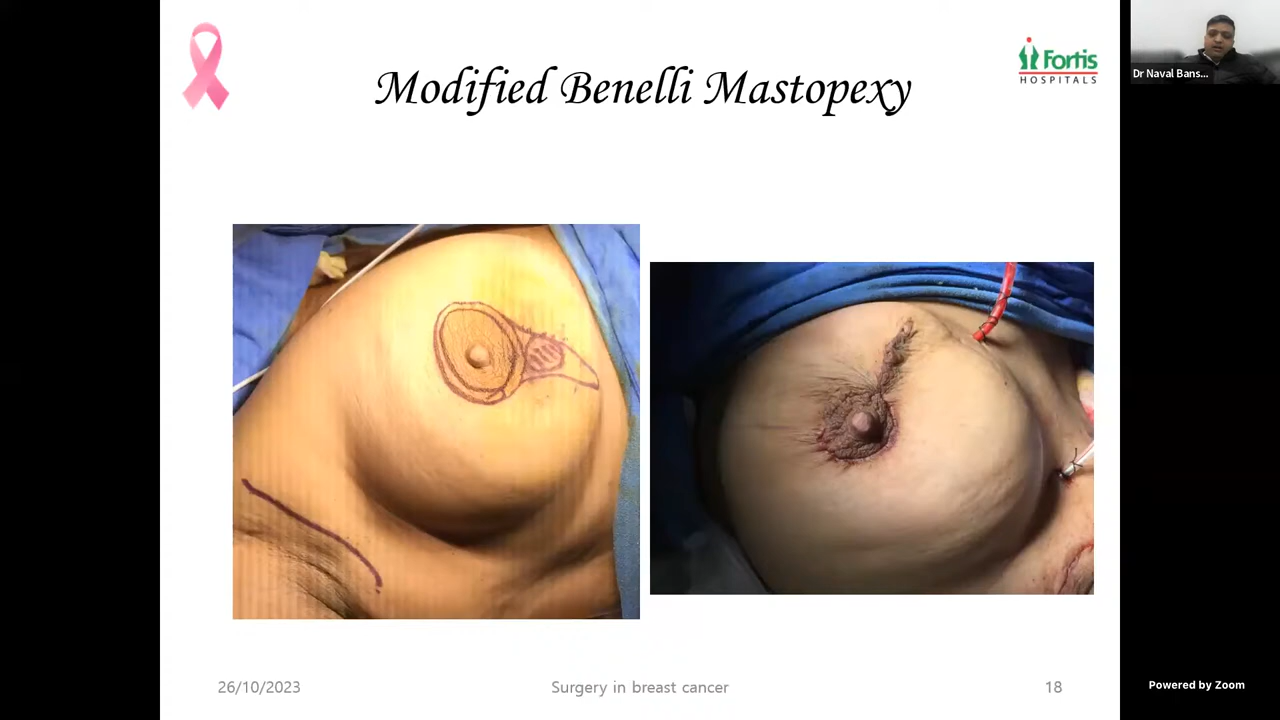 Modified Benelli Mastopexy
Fortis
HOSPITALS
Dr Naval Bans...
26/10/2023
Surgery in breast cancer
18
Powered by Zoom